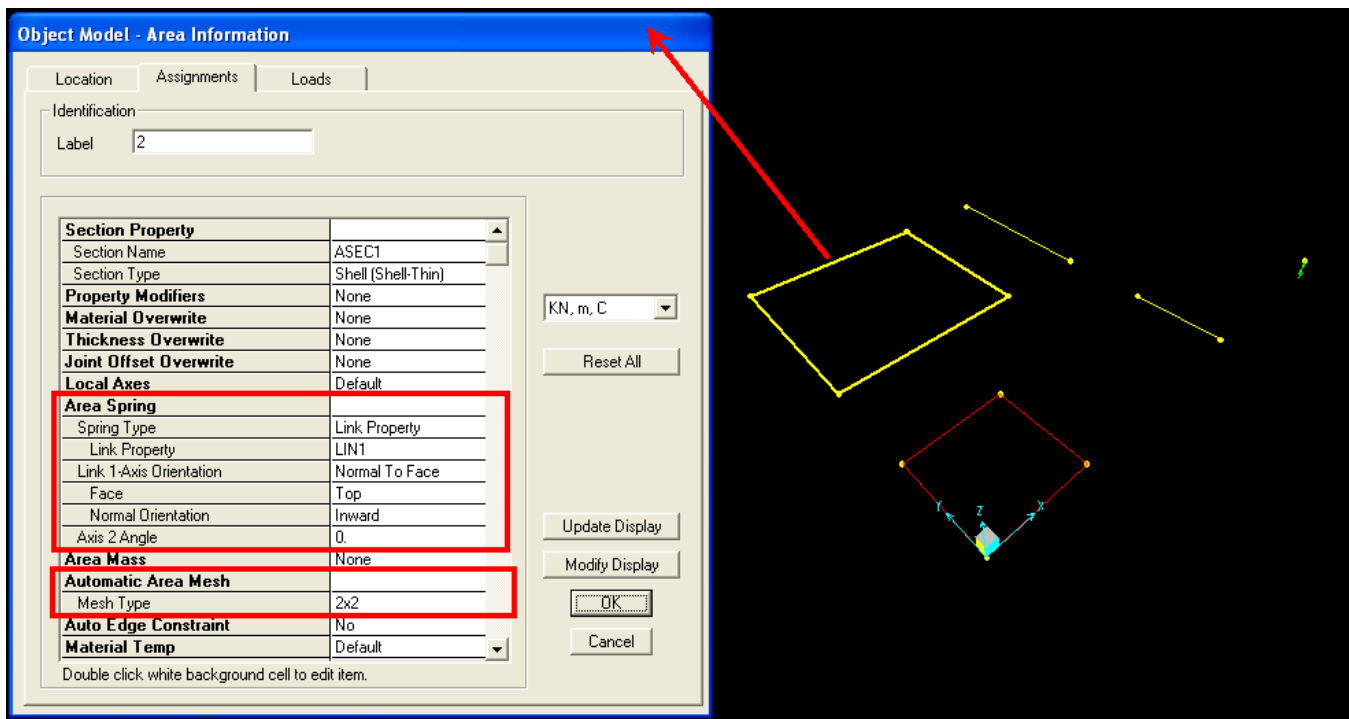 Object Model - Area Information
Location Assignments Loads
Identification
Label 2
Section Property
Section Name ASEC1
Section Type Shell (Shell-Thin)
Property Modifiers None
Material Overwrite None
Thickness Overwrite None
Joint Offset Overwrite None
Local Axes Default
Area Spring
Spring Type Link Property
Link Property LIN1
Link 1-Axis Orientation Normal To Face
Face Top
Normal Orientation Inward
Axis 2 Angle 0.
Area Mass None
Automatic Area Mesh
Mesh Type 2x2
Auto Edge Constraint No
Material Temp Default
Double click white background cell to edit item.
KN, m, C
Reset All
Update Display
Modify Display
OK
Cancel
Y Z X